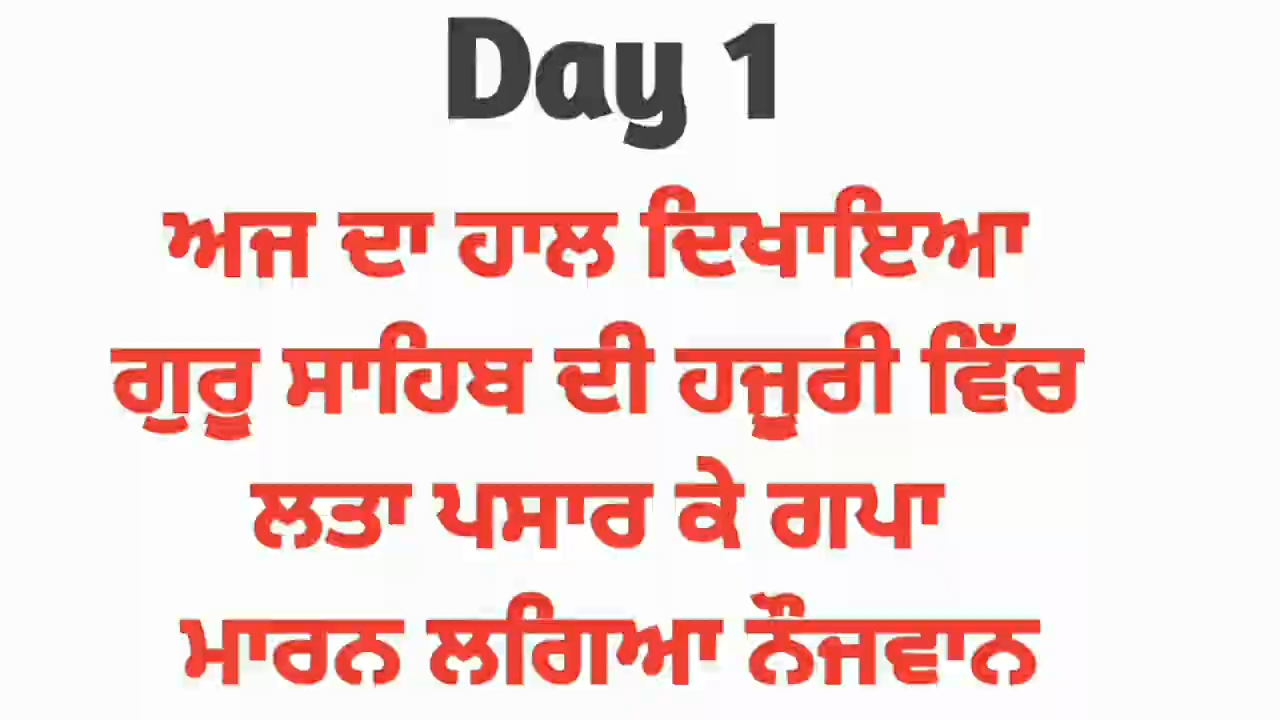 Day 1
ਅਜ ਦਾ ਹਾਲ ਦਿਖਾਇਆ
ਗੁਰੂ ਸਾਹਿਬ ਦੀ ਹਜੂਰੀ ਵਿੱਚ
ਲਤਾ ਪਸਾਰ ਕੇ ਗਪਾ
ਮਾਰਨ ਲਗਿਆ ਨੌਜਵਾਨ